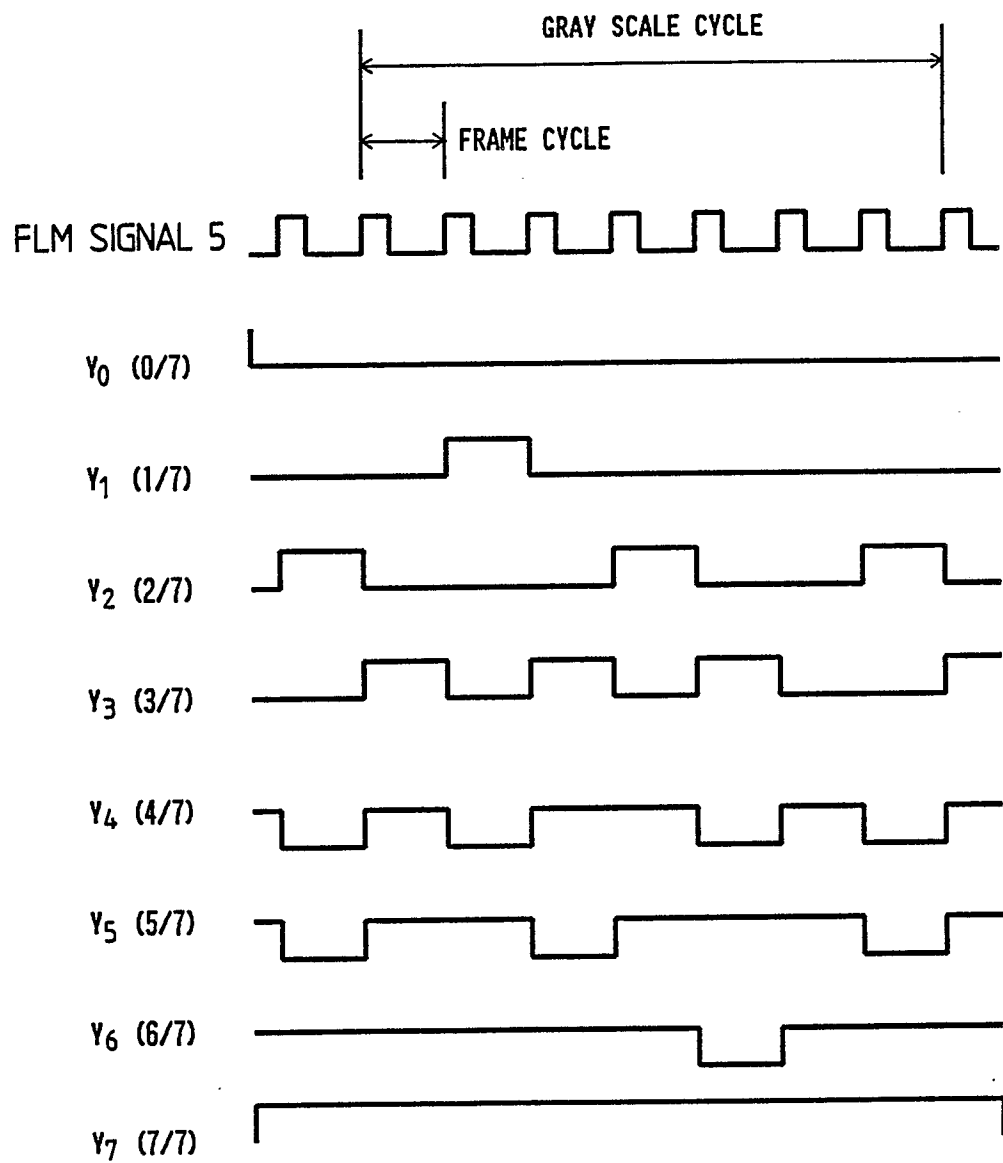 GRAY SCALE CYCLE
FRAME CYCLE
FLM SIGNAL 5
Y0 (0/7)
Y1 (1/7)
Y2 (2/7)
Y3 (3/7)
Y4 (4/7)
Y5 (5/7)
Y6 (6/7)
Y7 (7/7)